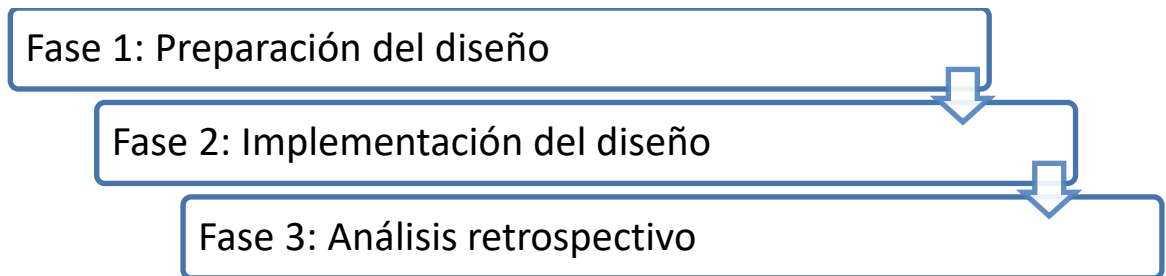 Fase 1: Preparación del diseño
Fase 2: Implementación del diseño
Fase 3: Análisis retrospectivo